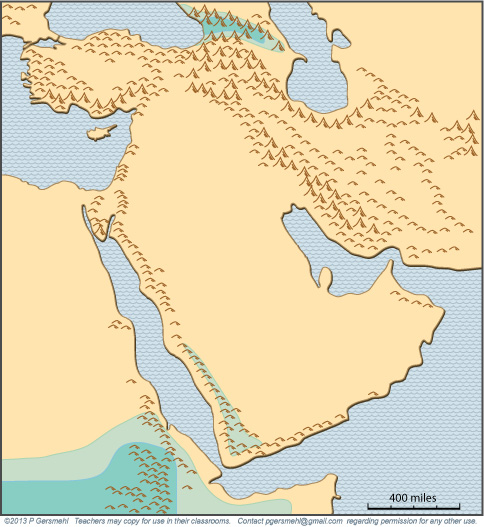 400 miles
©2013 P Gersmehl Teachers may copy for use in their classrooms. Contact pgersmehl@gmail.com regarding permission for any other use.